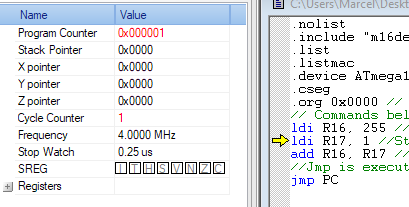 Name Value
Program Counter 0x000001
Stack Pointer 0x0000
X pointer 0x0000
Y pointer 0x0000
Z pointer 0x0000
Cycle Counter 1
Frequency 4.0000 MHz
Stop Watch 0.25 us
SREG I T H S V N Z C
Registers
C:\Users\Marcel\Deskt
.nolist
.include "m16de
.list
.listmac
.device ATmega1
.cseg
.org 0x0000 //
// Commands bel
ldi R16, 255 //
ldi R17, 1 //St
add R16, R17 //
//Jmp is execut
jmp PC